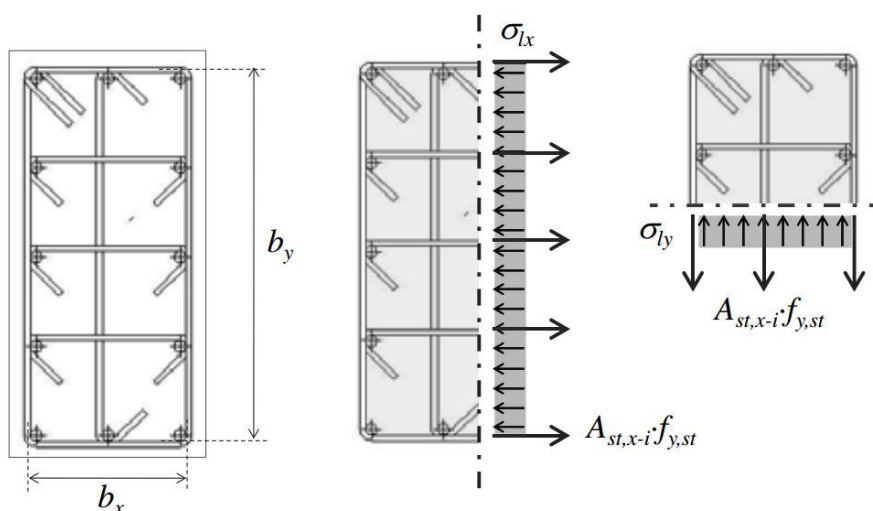 σlx
by
σly
Ast,x-i·fy,st
Ast,x-i·fy,st
bx